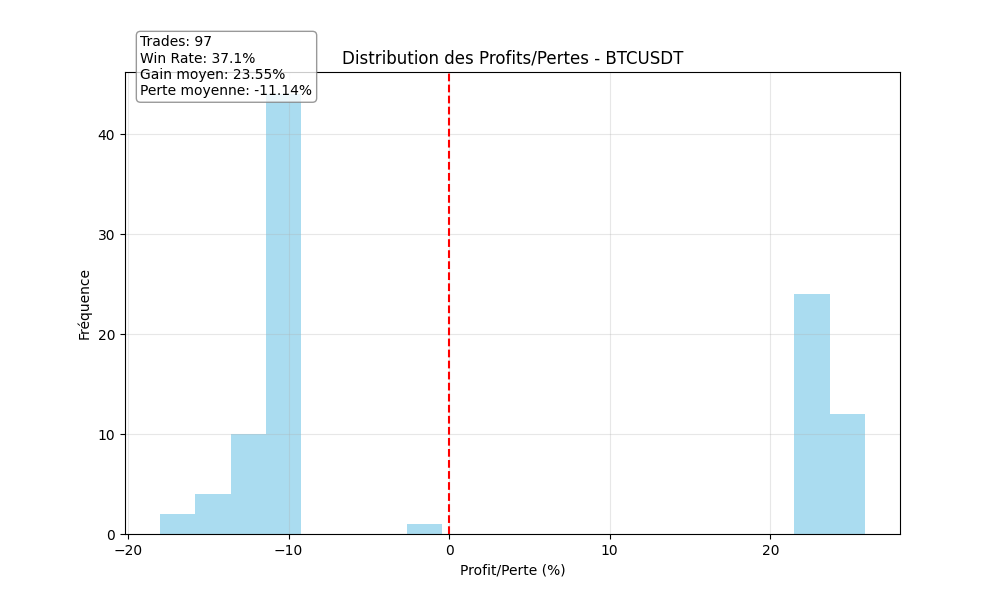 Trades: 97
Win Rate: 37.1%
Gain moyen: 23.55%
Perte moyenne: -11.14%
Distribution des Profits/Pertes - BTCUSDT
Fréquence
40
30
20
10
0
−20
−10
0
10
20
Profit/Perte (%)